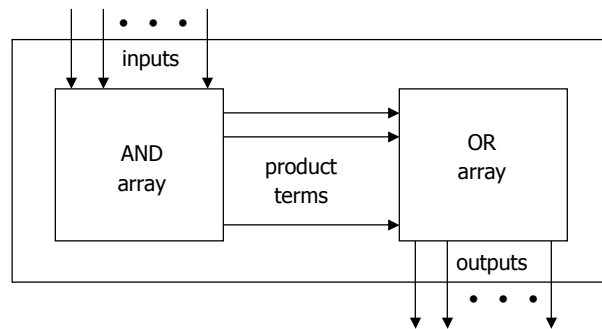 inputs
AND
array
product
terms
OR
array
outputs